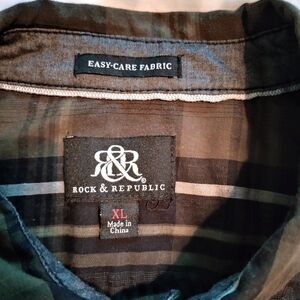 EASY-CARE FABRIC
R&R®
ROCK & REPUBLIC
XL
Made in
China